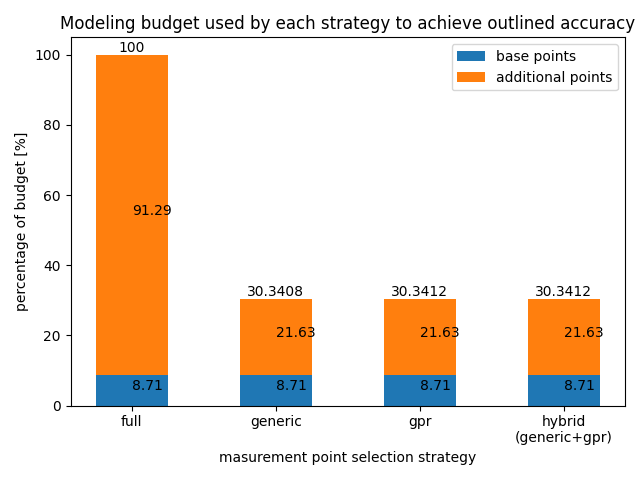 Modeling budget used by each strategy to achieve outlined accuracy
base points
additional points
percentage of budget [%]
100
80
60
40
20
0
100
91.29
8.71
30.3408
21.63
8.71
30.3412
21.63
8.71
30.3412
21.63
8.71
full
generic
gpr
hybrid
(generic+gpr)
masurement point selection strategy